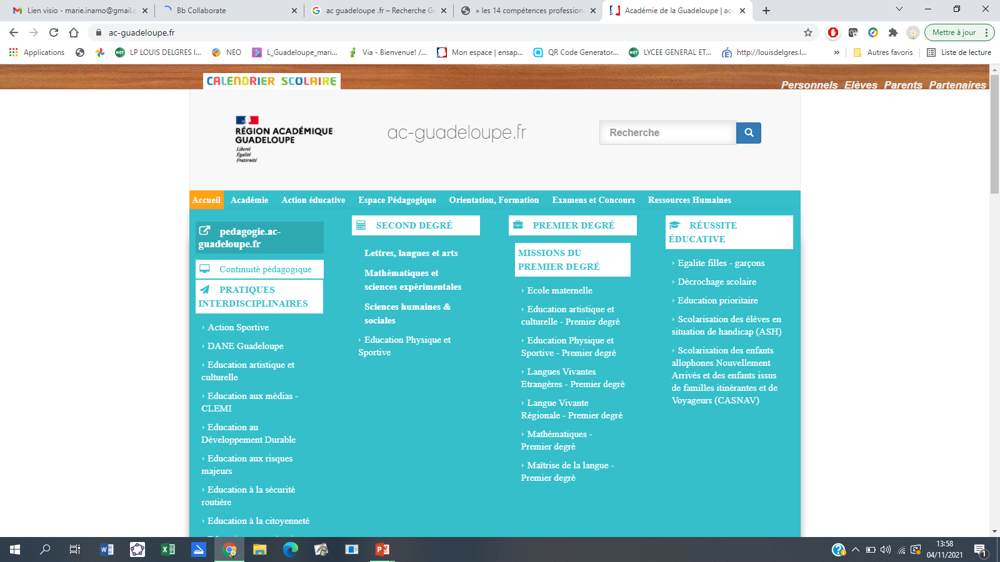 Lien visio - marie.inamo@gmail.c
Bb Collaborate
ac guadeloupe .fr – Recherche Go
» les 14 compétences profession
Académie de la Guadeloupe | ac-
ac-guadeloupe.fr
Mettre à jour
Applications
LP LOUIS DELGRES I...
NEO
L_Guadeloupe_mari...
Via - Bienvenue! /...
Mon espace | ensap...
QR Code Generator...
LYCEE GENERAL ET...
http://louisdelgres.l...
»
Autres favoris
Liste de lecture
CALENDRIER SCOLAIRE
Personnels Elèves Parents Partenaires
RÉGION ACADÉMIQUE
GUADELOUPE
Liberté
Égalité
Fraternité
ac-guadeloupe.fr
Recherche
Accueil Académie Action éducative Espace Pédagogique Orientation, Formation Examens et Concours Ressources Humaines
pedagogie.ac-
guadeloupe.fr
Continuité pédagogique
PRATIQUES
INTERDISCIPLINAIRES
Action Sportive
DANE Guadeloupe
Education artistique et
culturelle
Education aux médias -
CLEMI
Education au
Développement Durable
Education aux risques
majeurs
Education à la sécurité
routière
Education à la citoyenneté
SECOND DEGRÉ
Lettres, langues et arts
Mathématiques et
sciences expérimentales
Sciences humaines &
sociales
Education Physique et
Sportive
PREMIER DEGRÉ
MISSIONS DU
PREMIER DEGRÉ
Ecole maternelle
Education artistique et
culturelle - Premier degré
Education Physique et
Sportive - Premier degré
Langues Vivantes
Etrangères - Premier degré
Langue Vivante
Régionale - Premier degré
Mathématiques -
Premier degré
Maîtrise de la langue -
Premier degré
RÉUSSITE
ÉDUCATIVE
Egalite filles - garçons
Décrochage scolaire
Education prioritaire
Scolarisation des élèves en
situation de handicap (ASH)
Scolarisation des enfants
allophones Nouvellement
Arrivés et des enfants issus
de familles itinérantes et de
Voyageurs (CASNAV)
13:58
04/11/2021
1